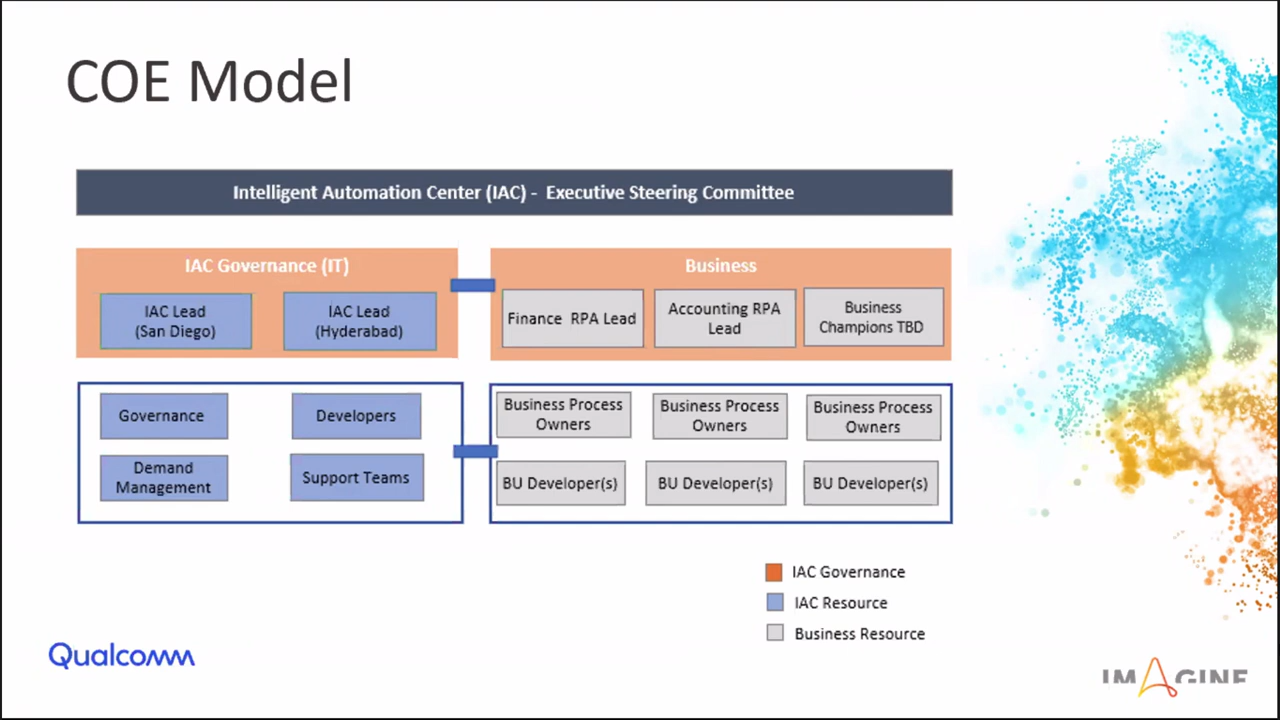 COE Model
Intelligent Automation Center (IAC) - Executive Steering Committee
IAC Governance (IT)
IAC Lead
(San Diego)
IAC Lead
(Hyderabad)
Business
Finance RPA Lead
Accounting RPA
Lead
Business
Champions TBD
Governance
Developers
Demand
Management
Support Teams
Business Process
Owners
Business Process
Owners
Business Process
Owners
BU Developer(s)
BU Developer(s)
BU Developer(s)
IAC Governance
IAC Resource
Business Resource
Qualcomm
IMAGINE